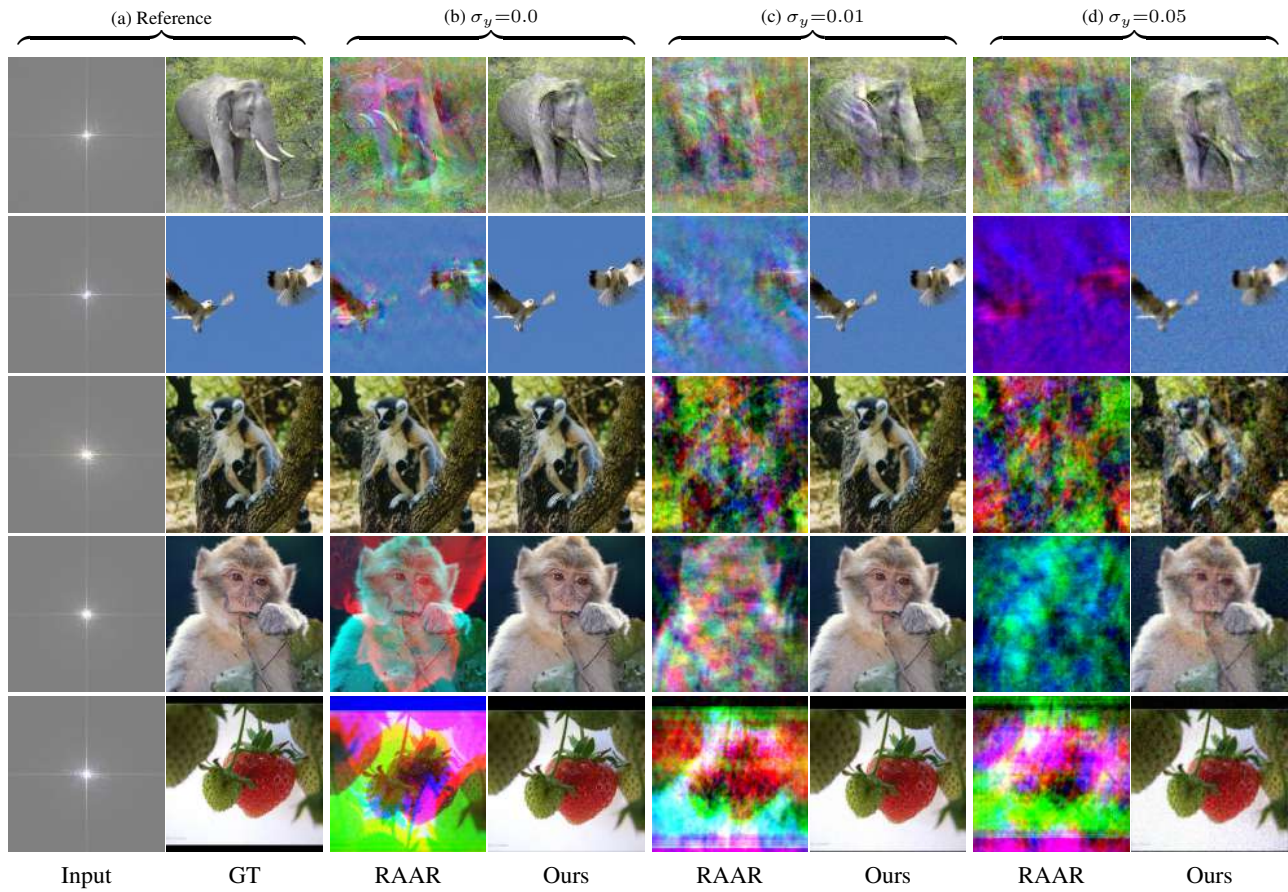 (a) Reference (b) σ_y=0.0 (c) σ_y=0.01 (d) σ_y=0.05
Input GT RAAR Ours RAAR Ours RAAR Ours